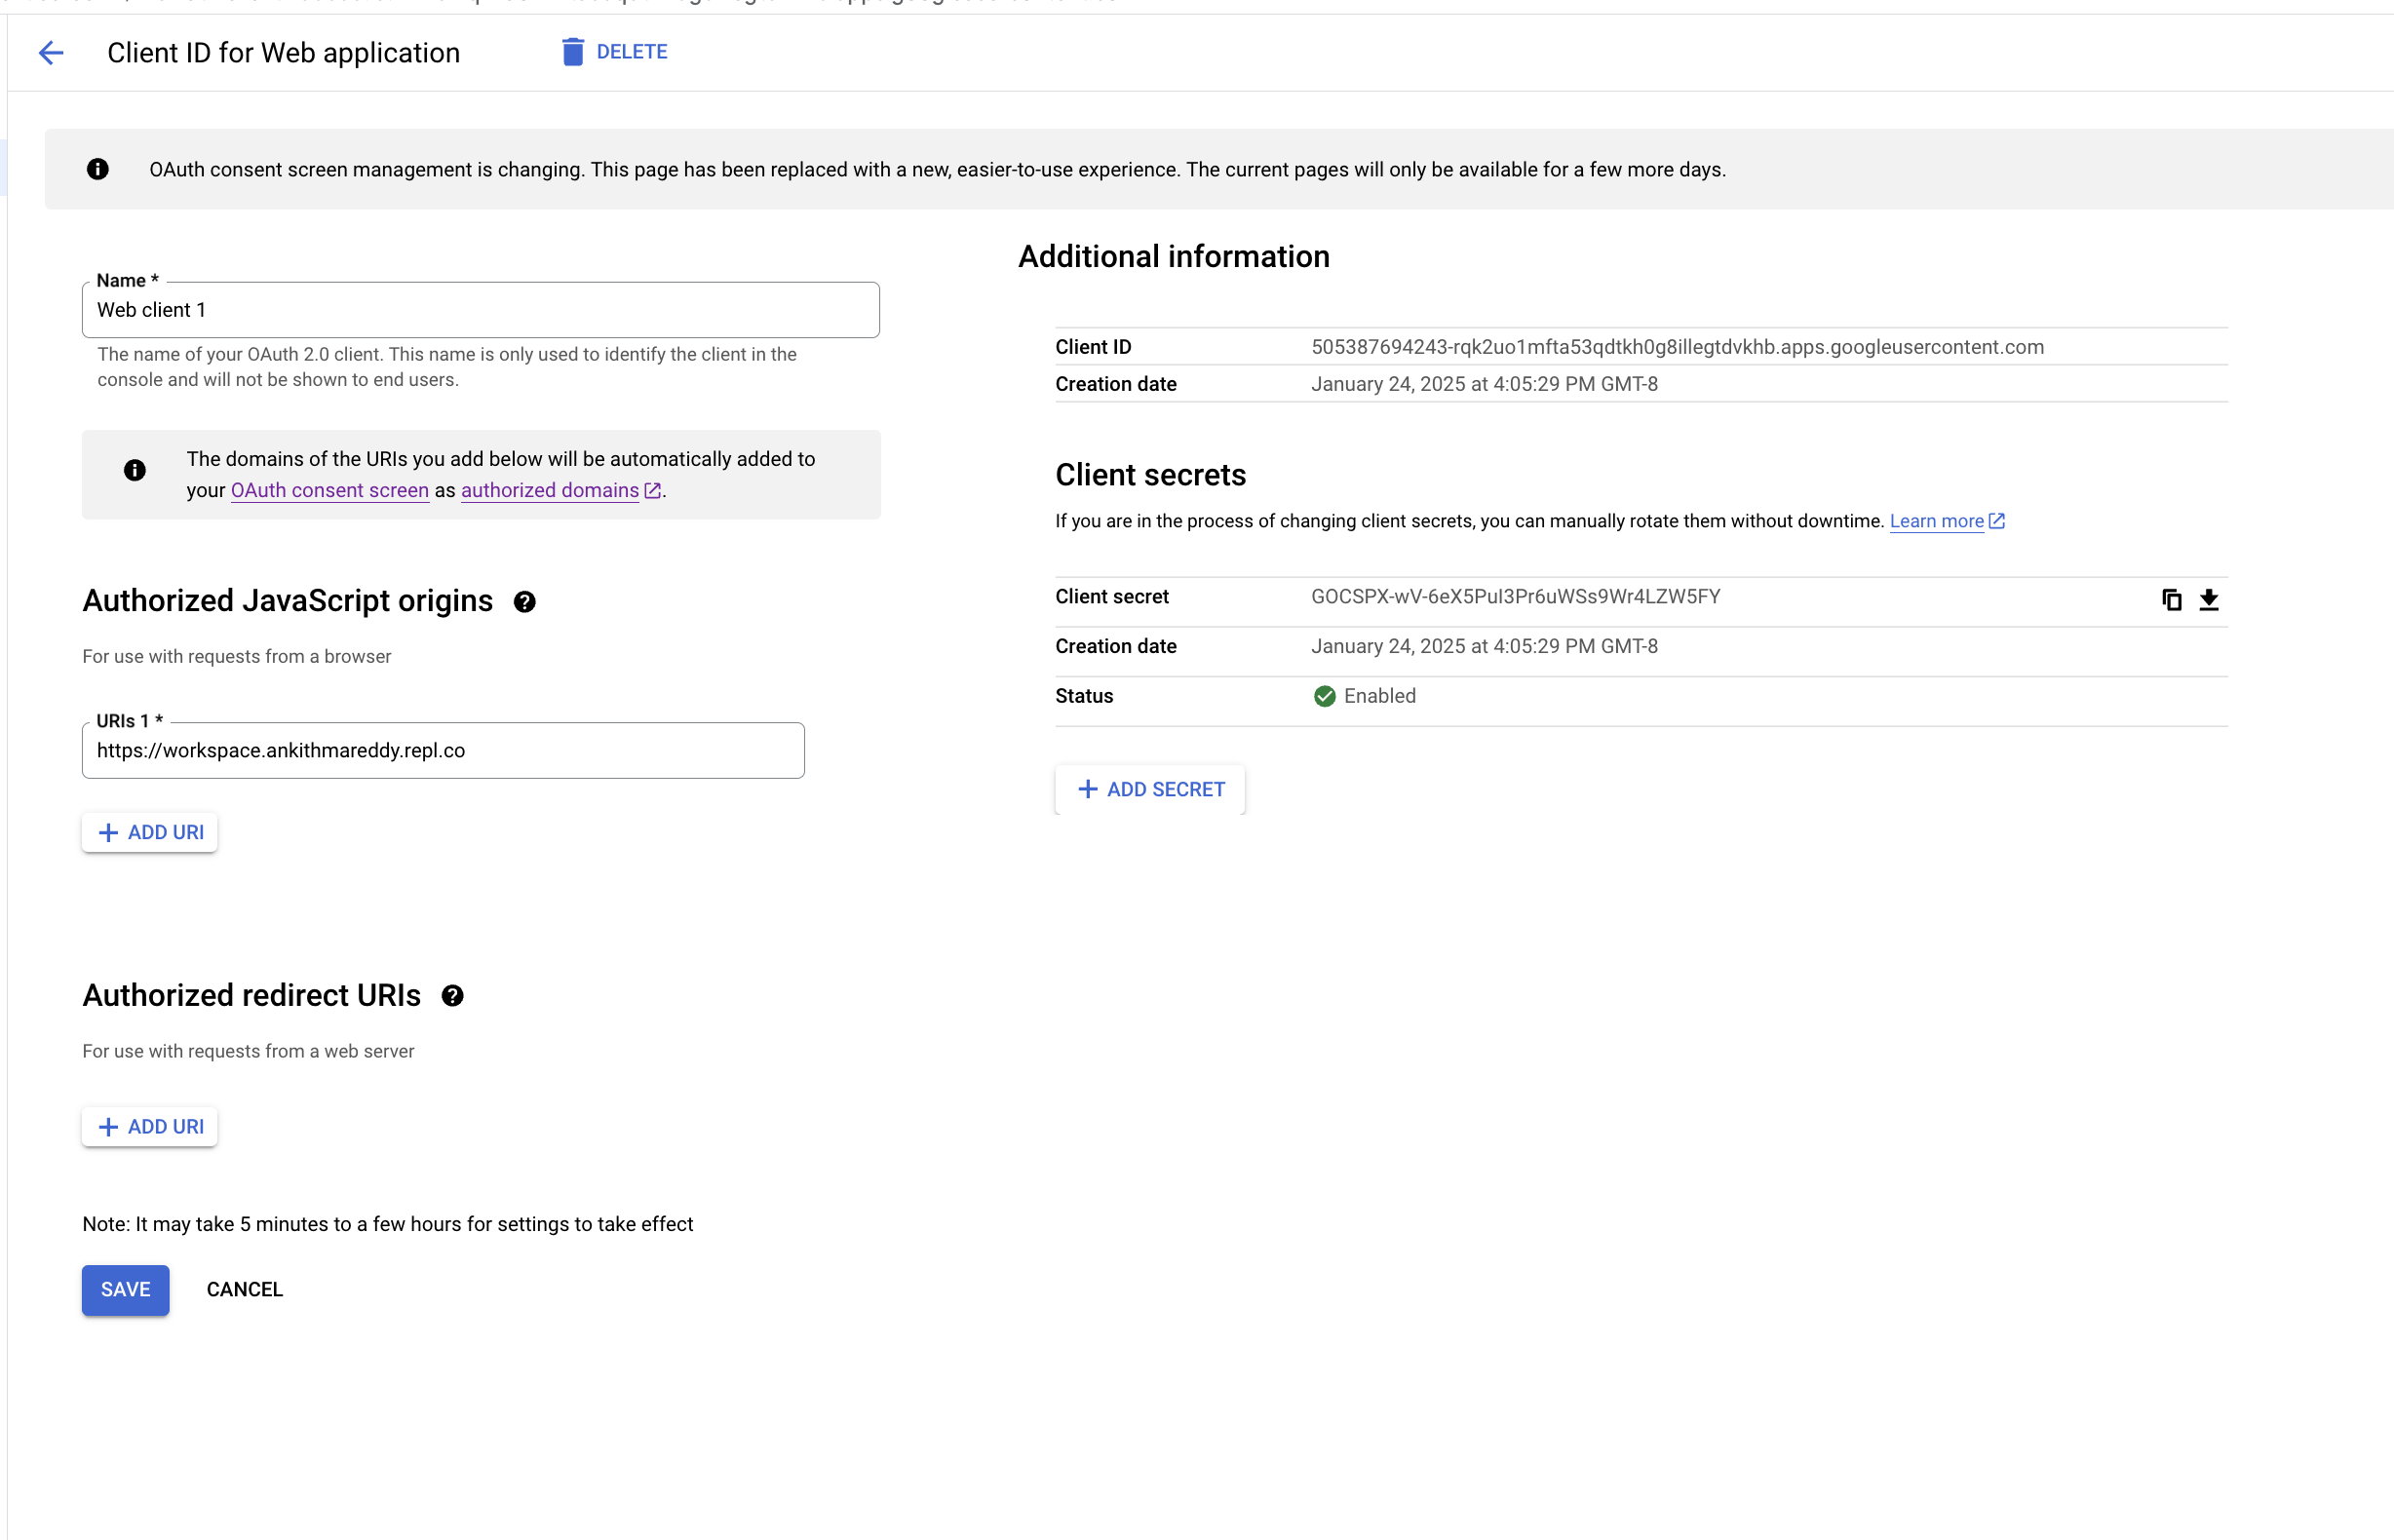 Client ID for Web application
DELETE
OAuth consent screen management is changing. This page has been replaced with a new, easier-to-use experience. The current pages will only be available for a few more days.
Name *
Web client 1
The name of your OAuth 2.0 client. This name is only used to identify the client in the
console and will not be shown to end users.
The domains of the URIs you add below will be automatically added to
your OAuth consent screen as authorized domains.
Authorized JavaScript origins
For use with requests from a browser
URIs 1 *
https://workspace.ankithmareddy.repl.co
+ ADD URI
Authorized redirect URIs
For use with requests from a web server
+ ADD URI
Note: It may take 5 minutes to a few hours for settings to take effect
SAVE
CANCEL
Additional information
Client ID 505387694243-rqk2uo1mfta53qdtkh0g8illegtdvkhb.apps.googleusercontent.com
Creation date January 24, 2025 at 4:05:29 PM GMT-8
Client secrets
If you are in the process of changing client secrets, you can manually rotate them without downtime. Learn more
Client secret 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
Creation date January 24, 2025 at 4:05:29 PM GMT-8
Status Enabled
+ ADD SECRET